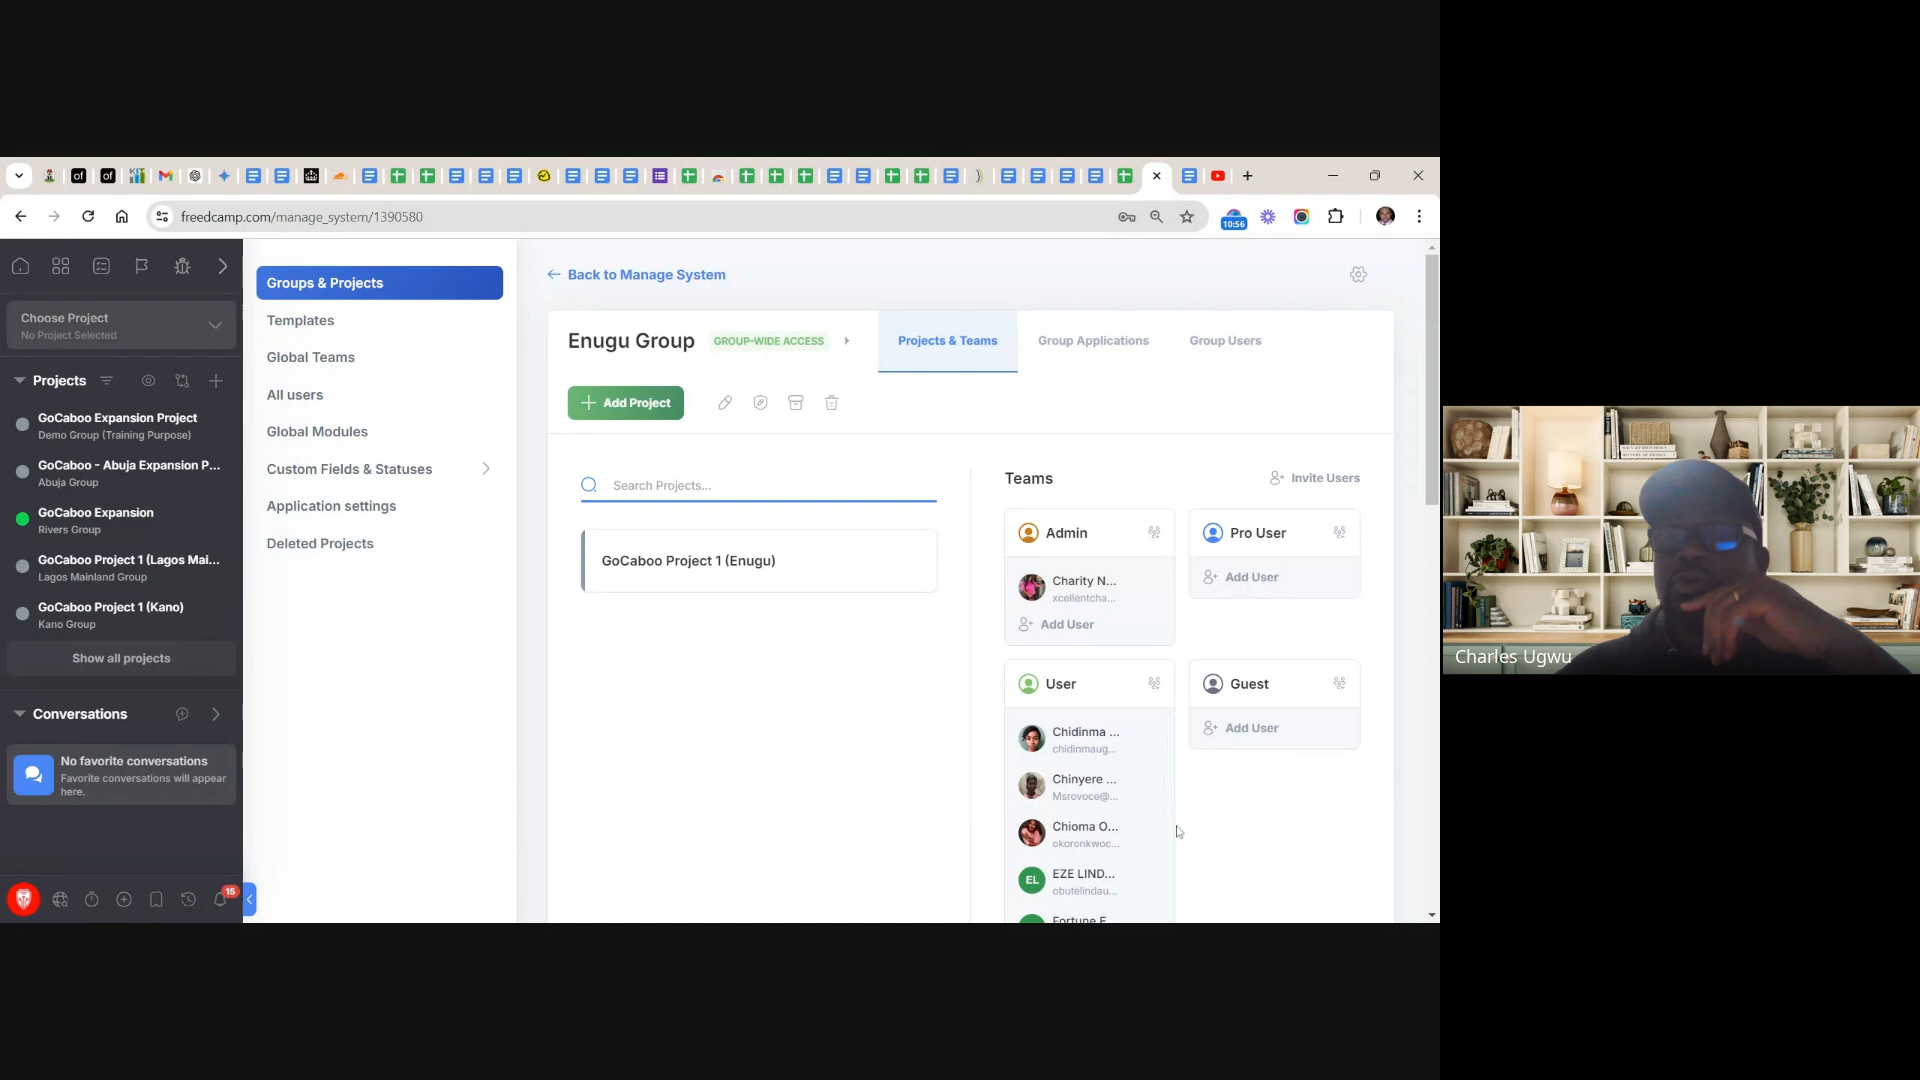 freedcamp.com/manage_system/1390580
10:56
Choose Project
No Project Selected
Projects
GoCaboo Expansion Project
Demo Group (Training Purpose)
GoCaboo - Abuja Expansion P...
Abuja Group
GoCaboo Expansion
Rivers Group
GoCaboo Project 1 (Lagos Mai...
Lagos Mainland Group
GoCaboo Project 1 (Kano)
Kano Group
Show all projects
Conversations
No favorite conversations
Favorite conversations will appear
here.
15
Groups & Projects
Templates
Global Teams
All users
Global Modules
Custom Fields & Statuses
Application settings
Deleted Projects
Back to Manage System
Enugu Group
GROUP-WIDE ACCESS
Projects & Teams
Group Applications
Group Users
Add Project
Search Projects...
GoCaboo Project 1 (Enugu)
Teams
Invite Users
Admin
Charity N...
xcellentcha...
Add User
Pro User
Add User
User
Chidinma ...
chidinmaug...
Chinyere ...
Msrovoce@...
Chioma O...
okoronkwoc...
EL
EZE LIND...
obutelindau...
Fortune E...
Guest
Add User
Charles Ugwu